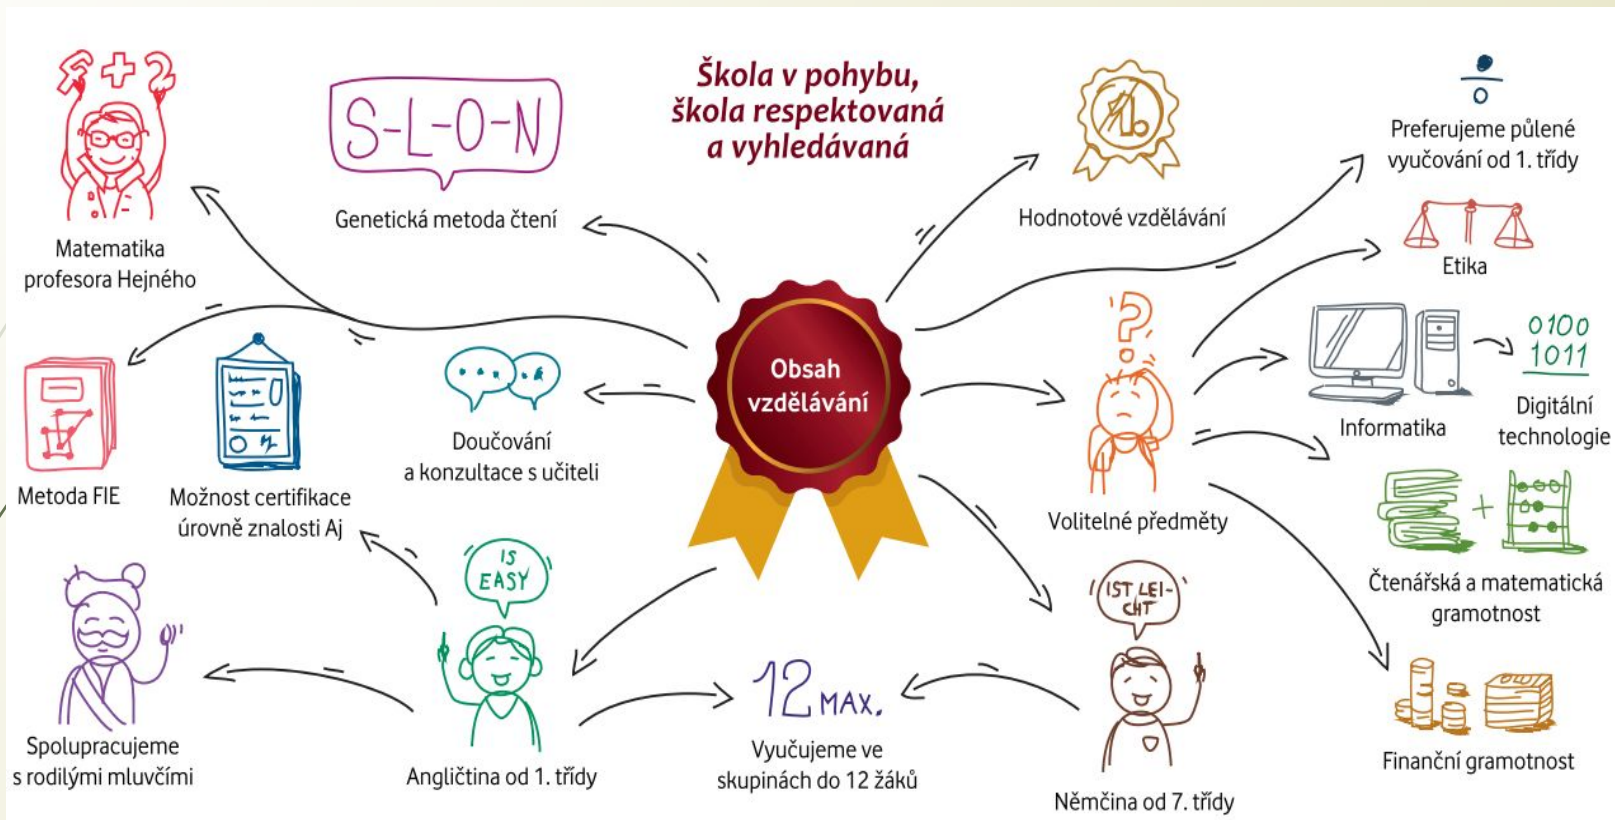 Škola v pohybu,
škola respektovaná
a vyhledávaná
Obsah
vzdělávání
+2
Matematika
profesora Hejného
S-L-O-N
Genetická metoda čtení
1.
Hodnotové vzdělávání
Preferujeme půlené
vyučování od 1. třídy
Etika
Metoda FIE
Možnost certifikace
úrovně znalosti Aj
Doučování
a konzultace s učiteli
?
Volitelné předměty
Informatika
0100
1011
Digitální
technologie
+
Čtenářská a matematická
gramotnost
Finanční gramotnost
Spolupracujeme
s rodilými mluvčími
IS
EASY
Angličtina od 1. třídy
12 MAX.
Vyučujeme ve
skupinách do 12 žáků
IST LEI-
CHT
Němčina od 7. třídy